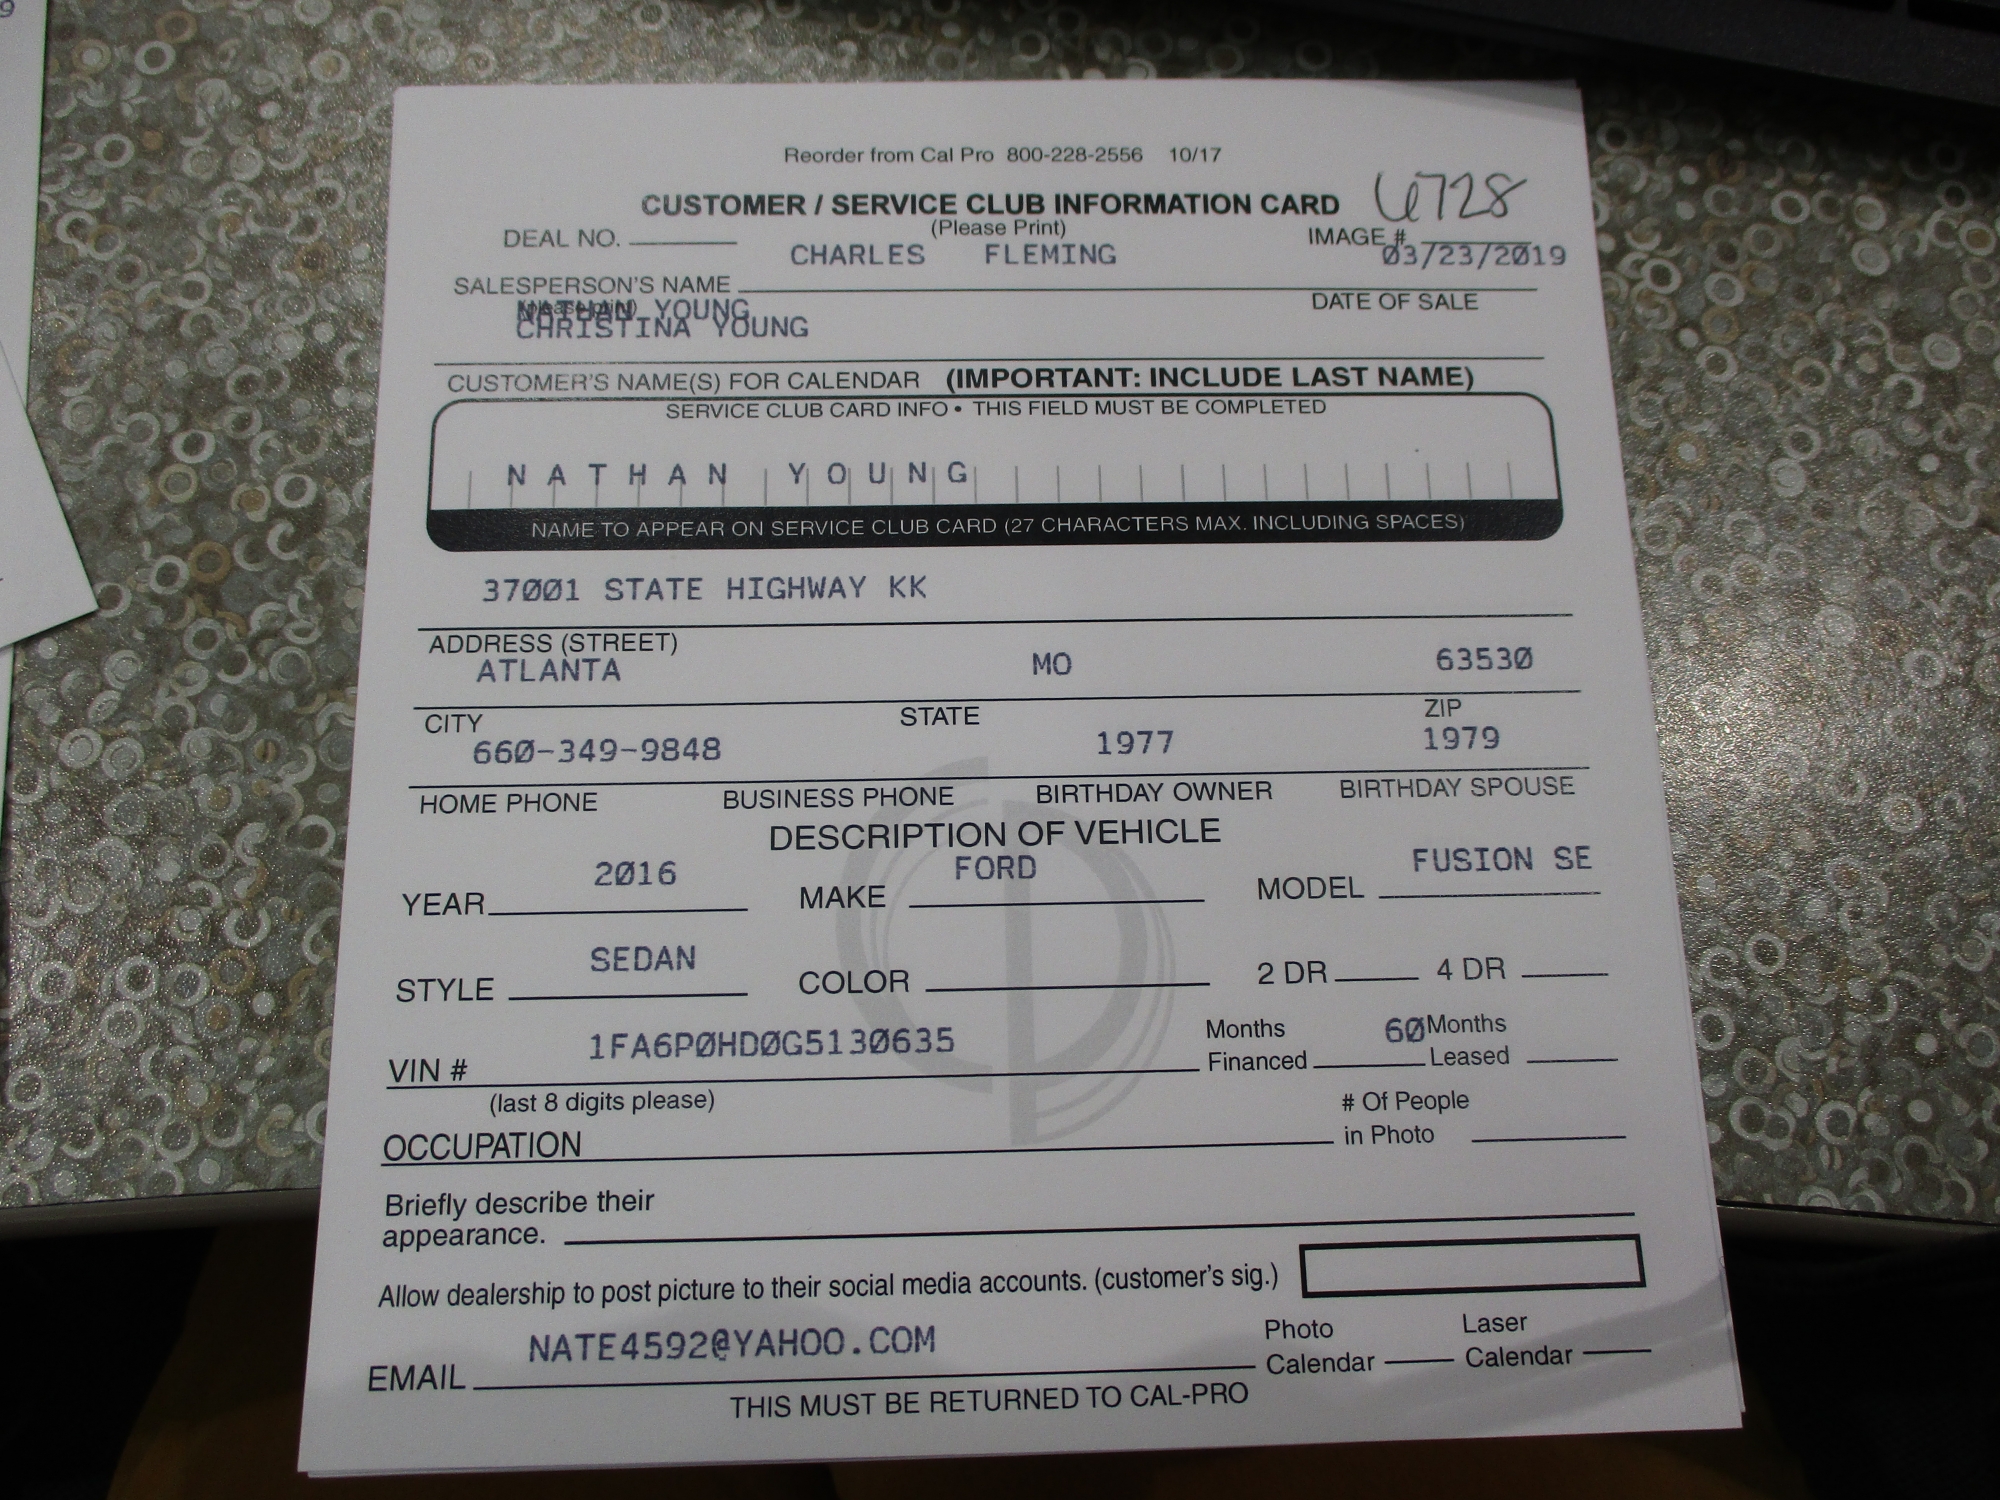 Reorder from Cal Pro 800-228-2556 10/17
CUSTOMER / SERVICE CLUB INFORMATION CARD 6728
(Please Print)
DEAL NO. IMAGE #
CHARLES FLEMING 03/23/2019
SALESPERSON'S NAME
(please print) DATE OF SALE
NATHAN YOUNG
CHRISTINA YOUNG
CUSTOMER'S NAME(S) FOR CALENDAR (IMPORTANT: INCLUDE LAST NAME)
SERVICE CLUB CARD INFO • THIS FIELD MUST BE COMPLETED
NATHAN YOUNG
NAME TO APPEAR ON SERVICE CLUB CARD (27 CHARACTERS MAX. INCLUDING SPACES)
37001 STATE HIGHWAY KK
ADDRESS (STREET)
ATLANTA MO 63530
CITY STATE ZIP
660-349-9848 1977 1979
HOME PHONE BUSINESS PHONE BIRTHDAY OWNER BIRTHDAY SPOUSE
DESCRIPTION OF VEHICLE
YEAR 2016 MAKE FORD MODEL FUSION SE
STYLE SEDAN COLOR 2 DR 4 DR
VIN # 1FA6P0HD0G5130635 Months Financed 60 Months Leased
(last 8 digits please)
OCCUPATION # Of People in Photo
Briefly describe their
appearance.
Allow dealership to post picture to their social media accounts. (customer's sig.)
EMAIL NATE4592@YAHOO.COM Photo Calendar Laser Calendar
THIS MUST BE RETURNED TO CAL-PRO